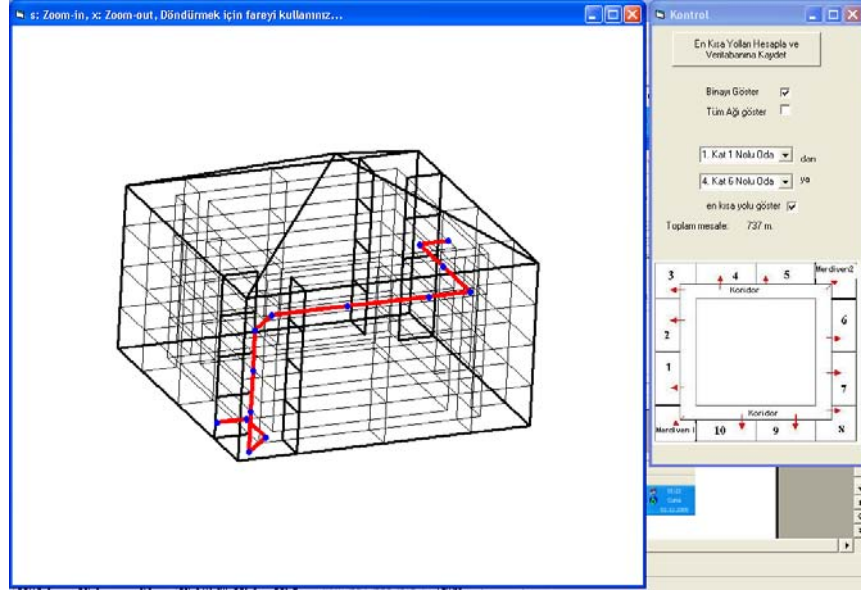 s: Zoom-in, x: Zoom-out, Döndürmek için fareyi kullanınız...
Kontrol
En Kısa Yolları Hesapla ve
Veritabanına Kaydet
Binayı Göster
Tüm Ağı göster
1. Kat 1 Nolu Oda
dan
4. Kat 6 Nolu Oda
ya
en kısa yolu göster
Toplam mesafe: 737 m.
3 4 5 Merdiven2
Koridor
6
2
1
7
Koridor
Merdiven 1 10 9 8